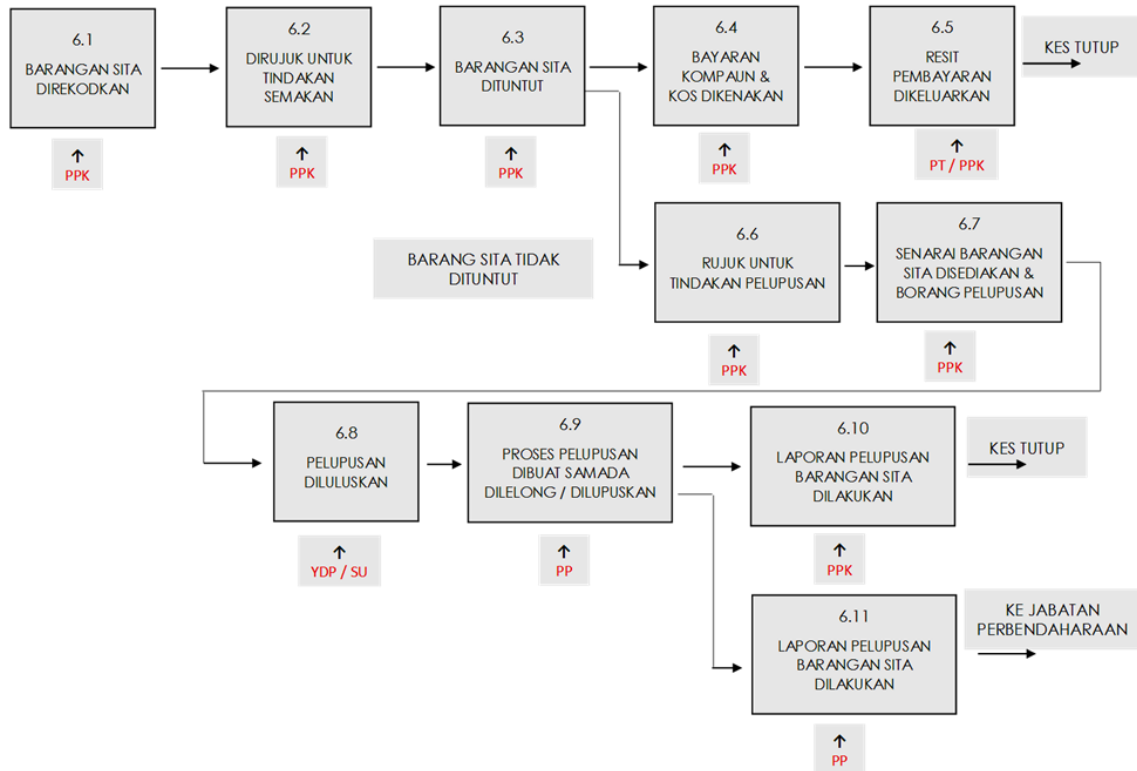 6.1
BARANGAN SITA
DIREKODKAN
↑
PPK
6.2
DIRUJUK UNTUK
TINDAKAN
SEMAKAN
↑
PPK
6.3
BARANGAN SITA
DITUNTUT
↑
PPK
6.4
BAYARAN
KOMPAUN &
KOS DIKENAKAN
↑
PPK
6.5
RESIT
PEMBAYARAN
DIKELUARKAN
↑
PT / PPK
KES TUTUP
BARANG SITA TIDAK
DITUNTUT
6.6
RUJUK UNTUK
TINDAKAN PELUPUSAN
↑
PPK
6.7
SENARAI BARANGAN
SITA DISEDIAKAN &
BORANG PELUPUSAN
↑
PPK
6.8
PELUPUSAN
DILULUSKAN
↑
YDP / SU
6.9
PROSES PELUPUSAN
DIBUAT SAMADA
DILELONG / DILUPUSKAN
↑
PP
6.10
LAPORAN PELUPUSAN
BARANGAN SITA
DILAKUKAN
↑
PPK
KES TUTUP
6.11
LAPORAN PELUPUSAN
BARANGAN SITA
DILAKUKAN
↑
PP
KE JABATAN
PERBENDAHARAAN